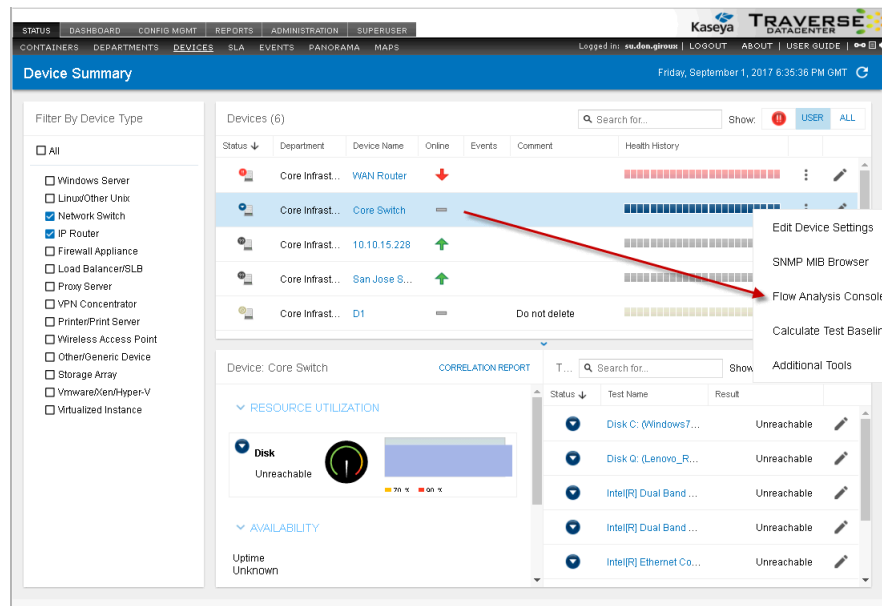 Kaseya TRAVERSE
DATACENTER
STATUS DASHBOARD CONFIG MGMT REPORTS ADMINISTRATION SUPERUSER
CONTAINERS DEPARTMENTS DEVICES SLA EVENTS PANORAMA MAPS Logged in: su.don.giroux | LOGOUT ABOUT | USER GUIDE |
Device Summary Friday, September 1, 2017 6:35:36 PM GMT
Filter By Device Type
All
Windows Server
Linux/Other Unix
Network Switch
IP Router
Firewall Appliance
Load Balancer/SLB
Proxy Server
VPN Concentrator
Printer/Print Server
Wireless Access Point
Other/Generic Device
Storage Array
Vmware/Xen/Hyper-V
Virtualized Instance
Devices (6) Search for... Show: USER ALL
Status Department Device Name Online Events Comment Health History
Core Infrast... WAN Router
Core Infrast... Core Switch
Core Infrast... 10.10.15.228
Core Infrast... San Jose S...
Core Infrast... D1 Do not delete
Edit Device Settings
SNMP MIB Browser
Flow Analysis Console
Calculate Test Baselin
Additional Tools
Device: Core Switch CORRELATION REPORT
RESOURCE UTILIZATION
Disk
Unreachable
70 % 90 %
AVAILABILITY
Uptime
Unknown
T... Search for... Show
Status Test Name Result
Disk C: (Windows7... Unreachable
Disk Q: (Lenovo_R... Unreachable
Intel[R] Dual Band ... Unreachable
Intel[R] Dual Band ... Unreachable
Intel[R] Ethernet Co... Unreachable